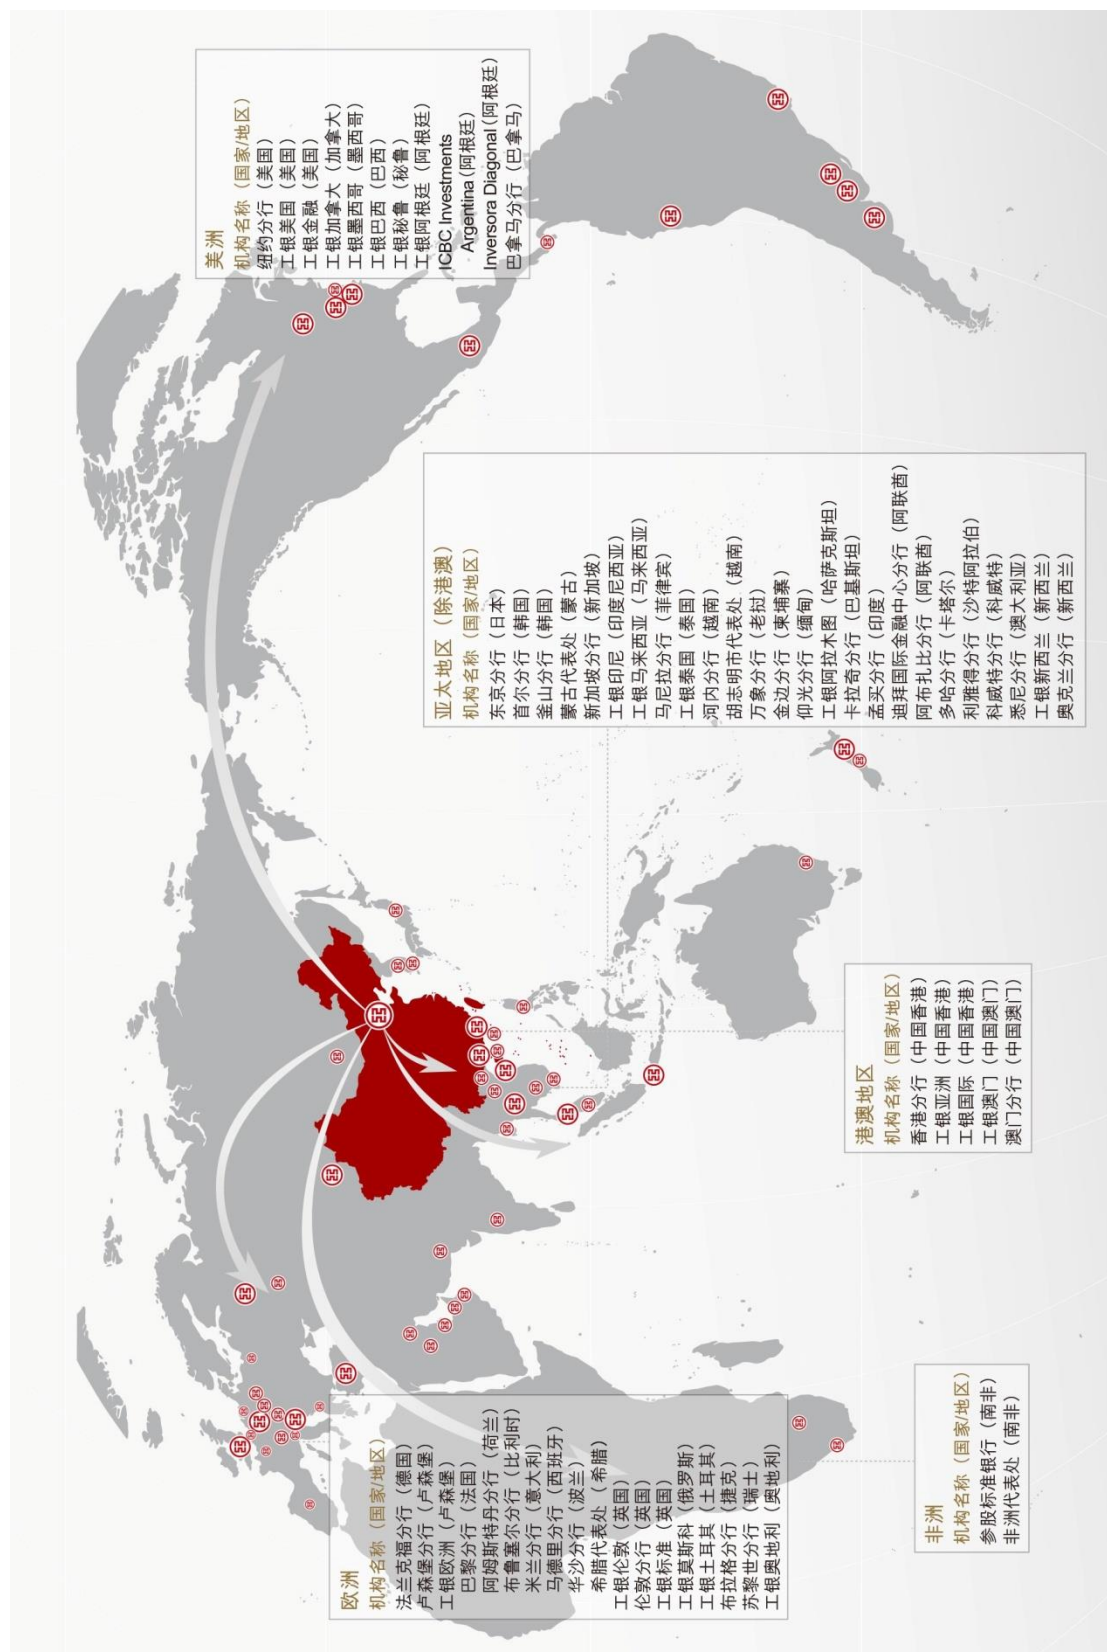 美洲
机构名称（国家/地区）
纽约分行（美国）
工银美国（美国）
工银金融（美国）
工银加拿大（加拿大）
工银墨西哥（墨西哥）
工银巴西（巴西）
工银秘鲁（秘鲁）
工银阿根廷（阿根廷）
ICBC Investments
Argentina（阿根廷）
Inversora Diagonal（阿根廷）
巴拿马分行（巴拿马）
亚太地区（除港澳）
机构名称（国家/地区）
东京分行（日本）
首尔分行（韩国）
釜山分行（韩国）
蒙古代表处（蒙古）
新加坡分行（新加坡）
工银印尼（印度尼西亚）
工银马来西亚（马来西亚）
马尼拉分行（菲律宾）
工银泰国（泰国）
河内分行（越南）
胡志明市代表处（越南）
万象分行（老挝）
金边分行（柬埔寨）
仰光分行（缅甸）
工银阿拉木图（哈萨克斯坦）
卡拉奇分行（巴基斯坦）
孟买分行（印度）
迪拜国际金融中心分行（阿联酋）
阿布扎比分行（阿联酋）
多哈分行（卡塔尔）
利雅得分行（沙特阿拉伯）
科威特分行（科威特）
悉尼分行（澳大利亚）
工银新西兰（新西兰）
奥克兰分行（新西兰）
港澳地区
机构名称（国家/地区）
香港分行（中国香港）
工银亚洲（中国香港）
工银国际（中国香港）
工银澳门（中国澳门）
澳门分行（中国澳门）
欧洲
机构名称（国家/地区）
法兰克福分行（德国）
卢森堡分行（卢森堡）
工银欧洲（卢森堡）
巴黎分行（法国）
阿姆斯特丹分行（荷兰）
布鲁塞尔分行（比利时）
米兰分行（意大利）
马德里分行（西班牙）
华沙分行（波兰）
希腊代表处（希腊）
工银伦敦（英国）
伦敦分行（英国）
工银标准（英国）
工银莫斯科（俄罗斯）
工银土耳其（土耳其）
布拉格分行（捷克）
苏黎世分行（瑞士）
工银奥地利（奥地利）
非洲
机构名称（国家/地区）
参股标准银行（南非）
非洲代表处（南非）